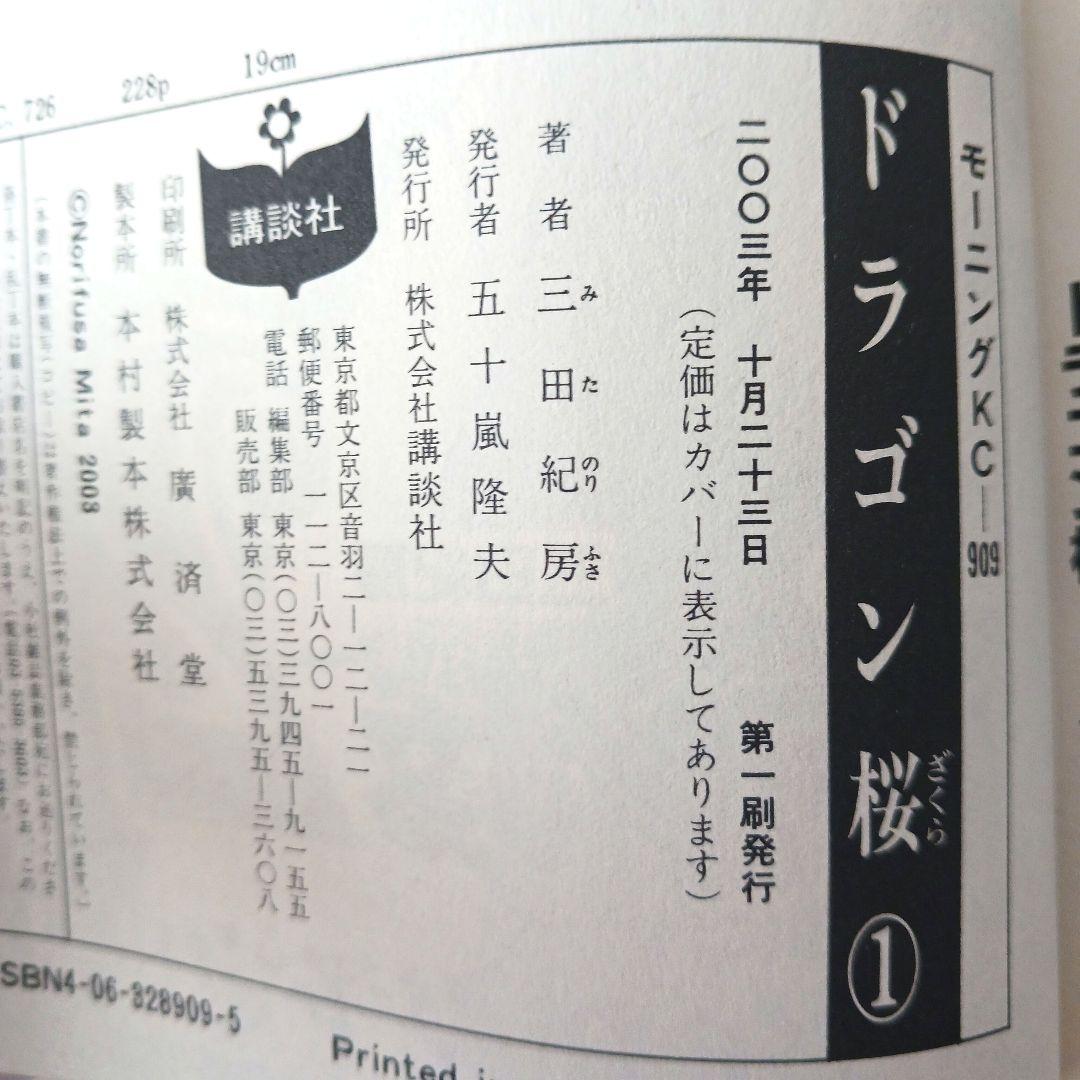 モーニングKC—909
ドラゴン桜①
ざくら
二〇〇三年 十月二十三日 第一刷発行
(定価はカバーに表示してあります)
著者 三田紀房
み た のり ふさ
発行者 五十嵐隆夫
発行所 株式会社講談社
東京都文京区音羽二—一二—二一
郵便番号 一一二—八〇〇一
電話 編集部 東京(〇三)三九四五—九一五五
販売部 東京(〇三)五三九五—三六〇八
講談社
印刷所 株式会社 廣済堂
製本所 本村製本株式会社
©Norifusa Mita 2003
726 228p 19cm
SBN4-06-328909-5
Printed